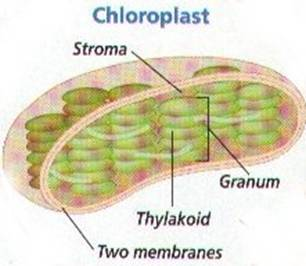 Chloroplast
Stroma
Granum
Thylakoid
Two membranes